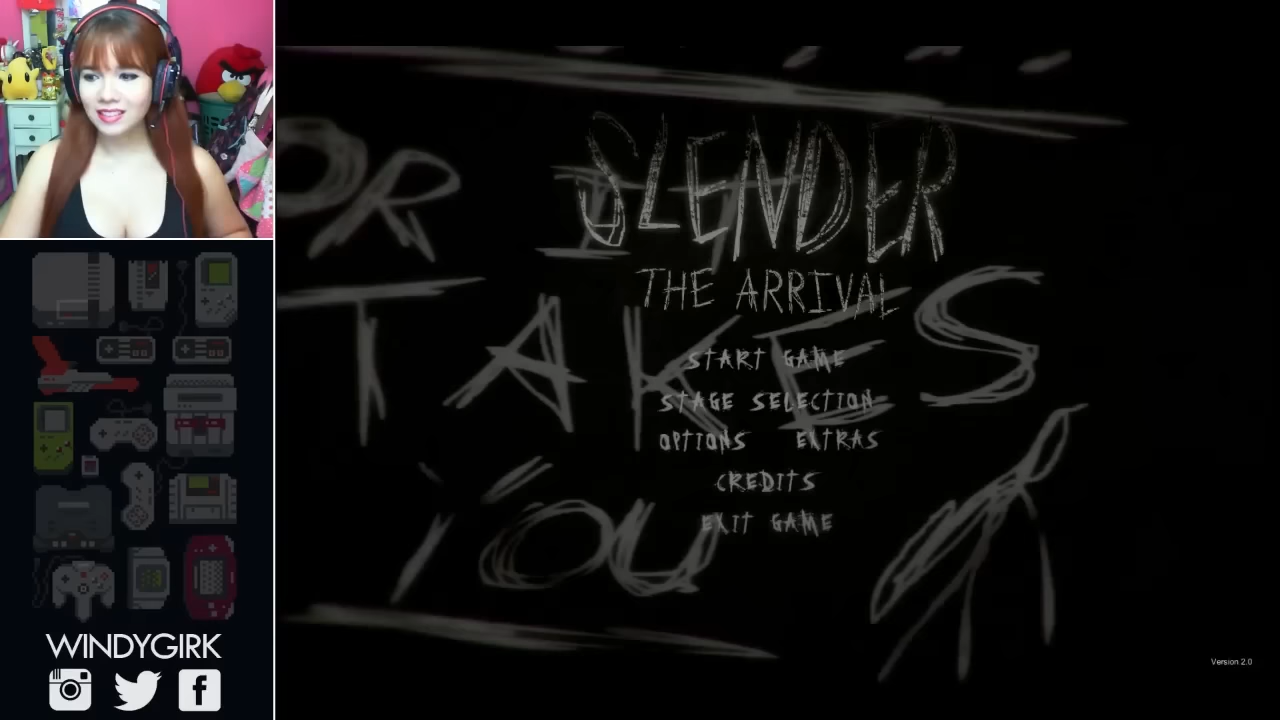 SLENDER
THE ARRIVAL
START GAME
STAGE SELECTION
OPTIONS EXTRAS
CREDITS
EXIT GAME
OR IT
TAKES
YOU
WINDYGIRK
Version 2.0